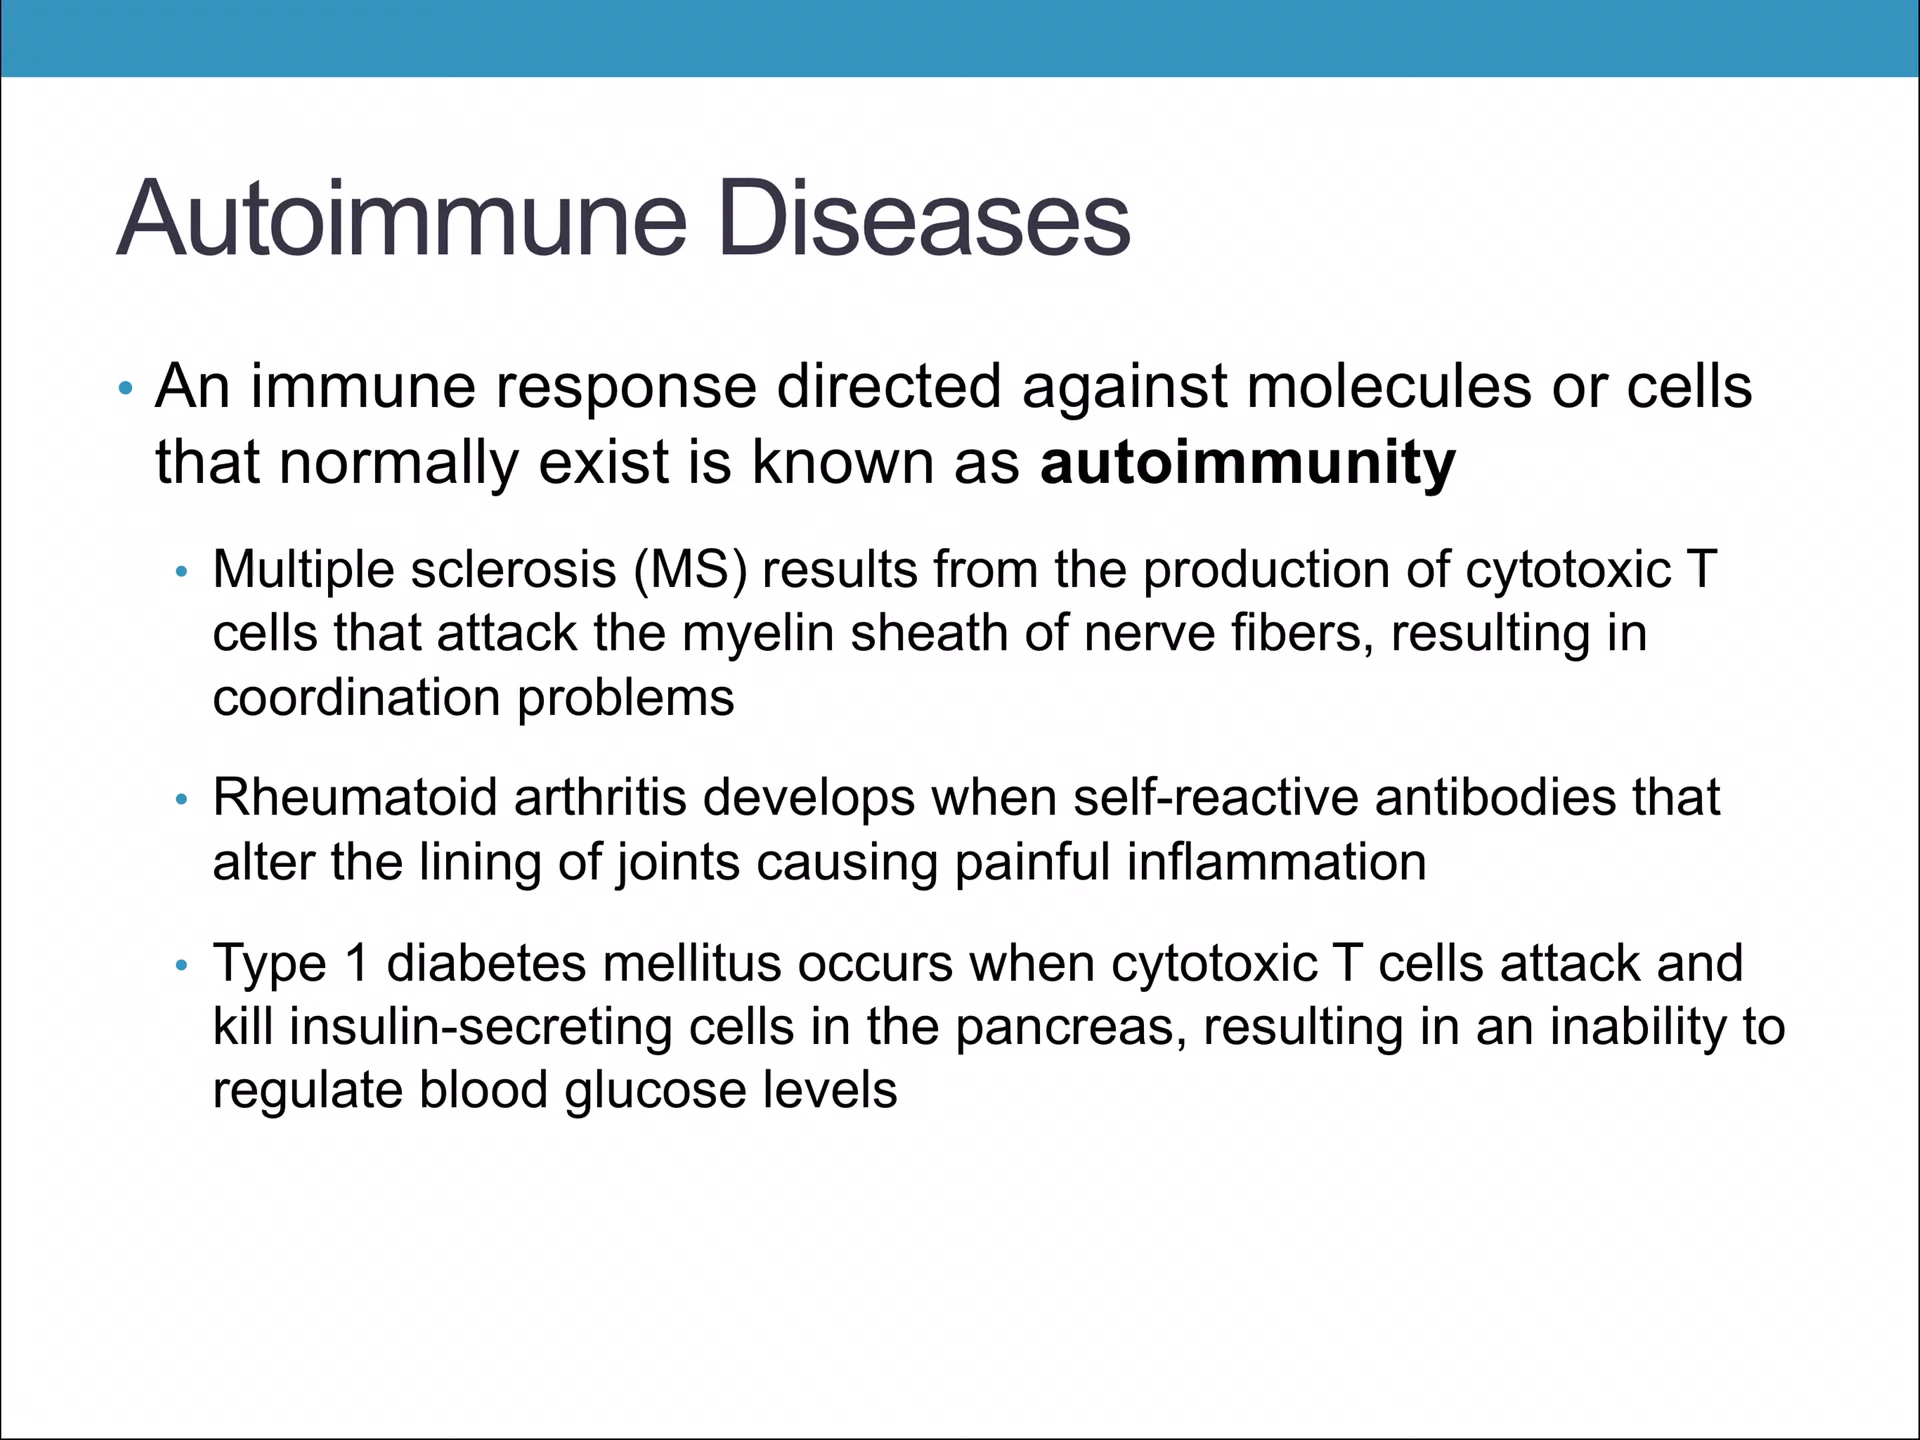 Autoimmune Diseases
• An immune response directed against molecules or cells
that normally exist is known as autoimmunity
• Multiple sclerosis (MS) results from the production of cytotoxic T
cells that attack the myelin sheath of nerve fibers, resulting in
coordination problems
• Rheumatoid arthritis develops when self-reactive antibodies that
alter the lining of joints causing painful inflammation
• Type 1 diabetes mellitus occurs when cytotoxic T cells attack and
kill insulin-secreting cells in the pancreas, resulting in an inability to
regulate blood glucose levels